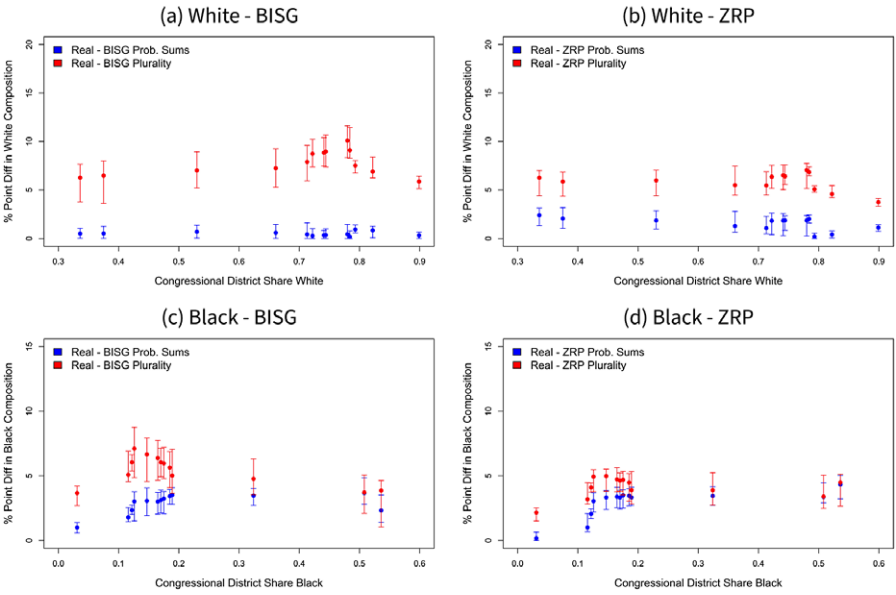 (a) White - BISG
% Point Diff in White Composition
20
15
10
5
0
Real - BISG Prob. Sums
Real - BISG Plurality
0.3 0.4 0.5 0.6 0.7 0.8 0.9
Congressional District Share White
(b) White - ZRP
% Point Diff in White Composition
20
15
10
5
0
Real - ZRP Prob. Sums
Real - ZRP Plurality
0.3 0.4 0.5 0.6 0.7 0.8 0.9
Congressional District Share White
(c) Black - BISG
% Point Diff in Black Composition
15
10
5
0
Real - BISG Prob. Sums
Real - BISG Plurality
0.0 0.1 0.2 0.3 0.4 0.5 0.6
Congressional District Share Black
(d) Black - ZRP
% Point Diff in Black Composition
15
10
5
0
Real - ZRP Prob. Sums
Real - ZRP Plurality
0.0 0.1 0.2 0.3 0.4 0.5 0.6
Congressional District Share Black